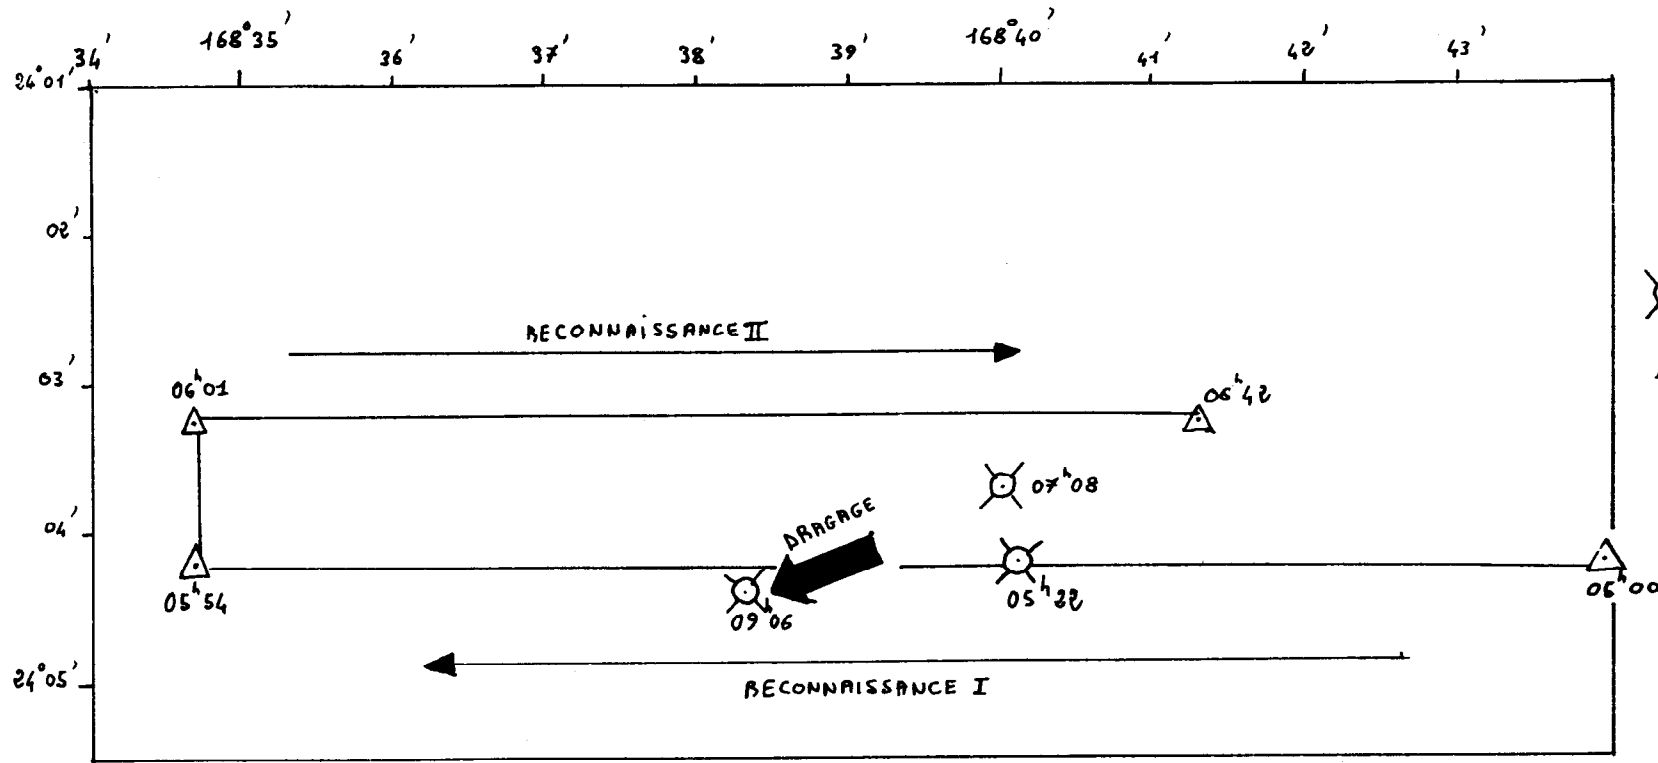 34' 168°35' 36' 37' 38' 39' 168°40' 41' 42' 43'
24°01'
02'
RECONNAISSANCE II
03'
06h01
06h42
07h08
DRAGAGE
04'
05h54
09h06
05h22
05h00
24°05'
RECONNAISSANCE I